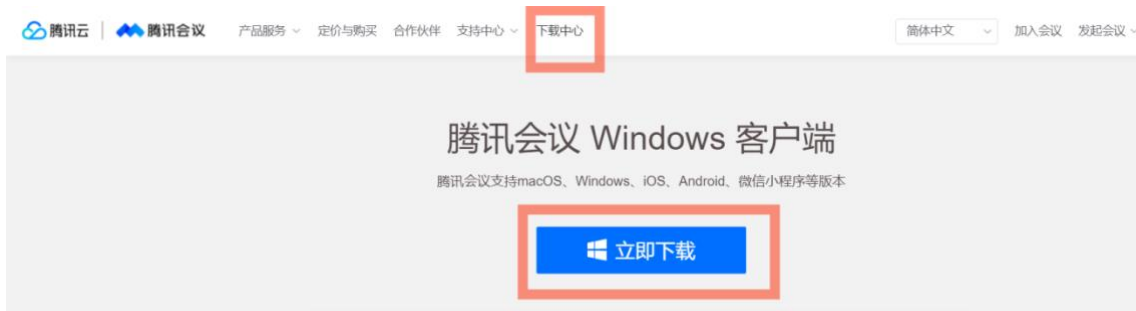 腾讯云 腾讯会议 产品服务 定价与购买 合作伙伴 支持中心 下载中心 简体中文 加入会议 发起会议
腾讯会议 Windows 客户端
腾讯会议支持macOS、Windows、iOS、Android、微信小程序等版本
立即下载